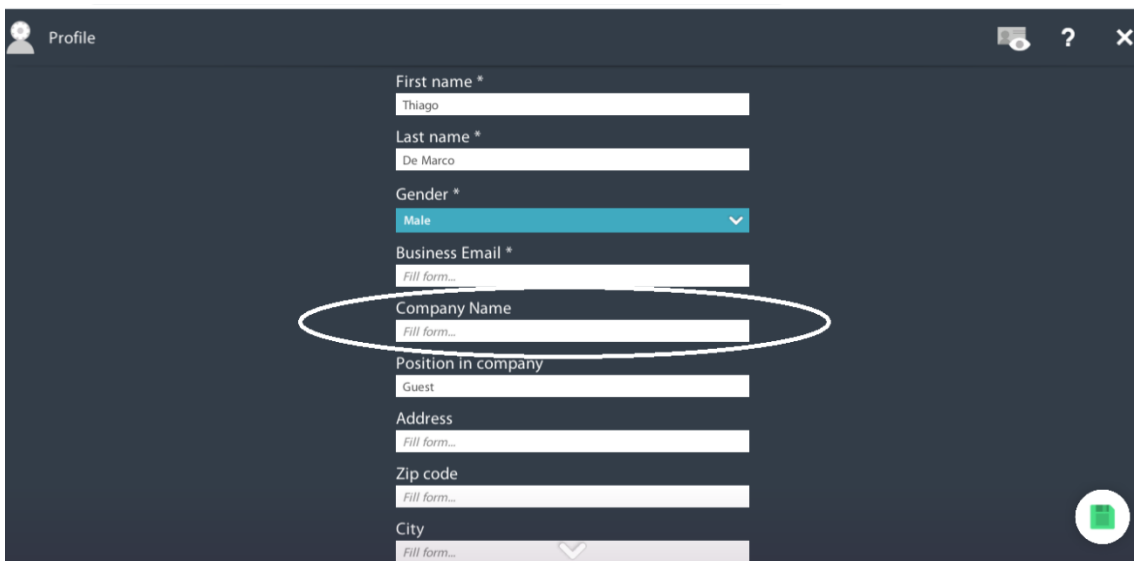 Profile
?
First name *
Thiago
Last name *
De Marco
Gender *
Male
Business Email *
Fill form...
Company Name
Fill form...
Position in company
Guest
Address
Fill form...
Zip code
Fill form...
City
Fill form...